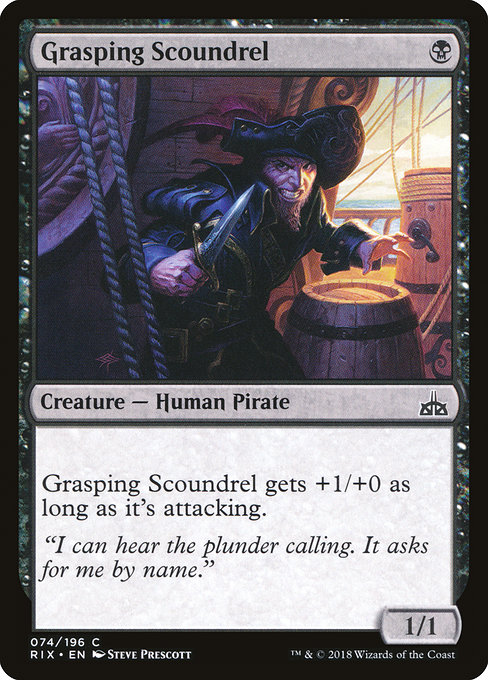 Grasping Scoundrel
Creature — Human Pirate
Grasping Scoundrel gets +1/+0 as
long as it's attacking.
“I can hear the plunder calling. It asks
for me by name.”
1/1
074/196 C
RIX • EN Steve Prescott
™ & © 2018 Wizards of the Coast